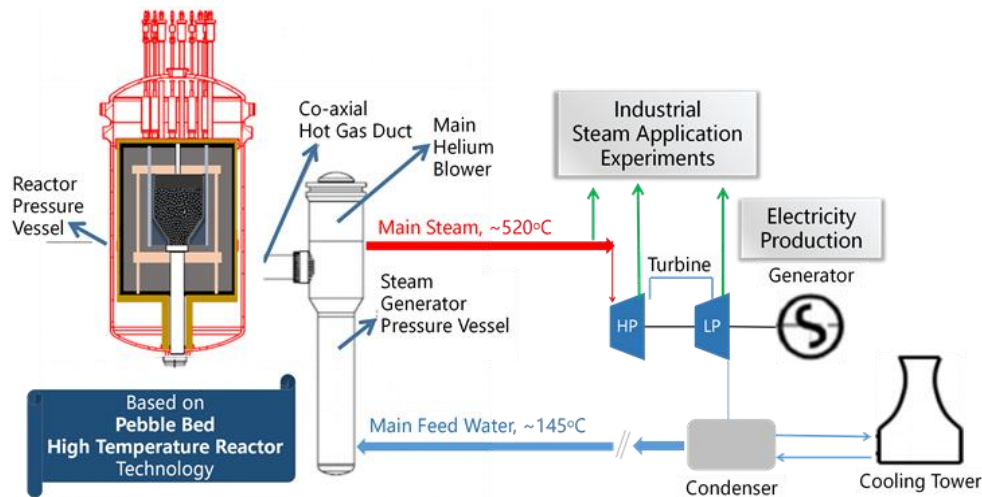 Co-axial
Hot Gas Duct
Main
Helium
Blower
Industrial
Steam Application
Experiments
Reactor
Pressure
Vessel
Main Steam, ~520ᵒC
Electricity
Production
Turbine
Generator
Steam
Generator
Pressure Vessel
HP
LP
Based on
Pebble Bed
High Temperature Reactor
Technology
Main Feed Water, ~145ᵒC
Condenser
Cooling Tower